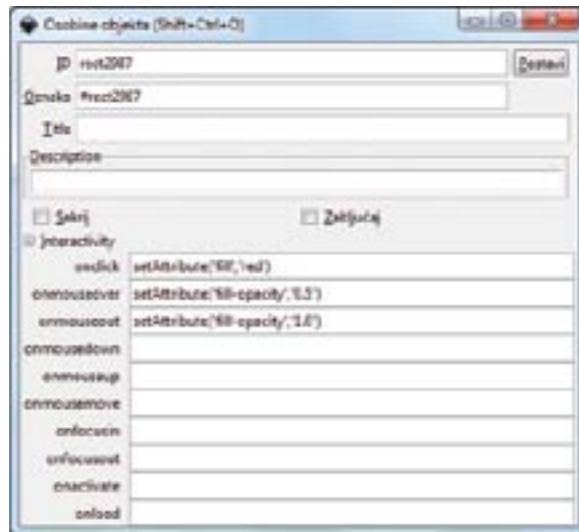 Osobine objekta (Shift+Ctrl+O)
ID rect2987 Postavi
Oznaka #rect2987
Title
Description
Sakrij Zaključaj
Interactivity
onclick setAttribute('fill','red')
onmouseover setAttribute('fill-opacity','0.5')
onmouseout setAttribute('fill-opacity','1.0')
onmousedown
onmouseup
onmousemove
onfocusin
onfocusout
onactivate
onload